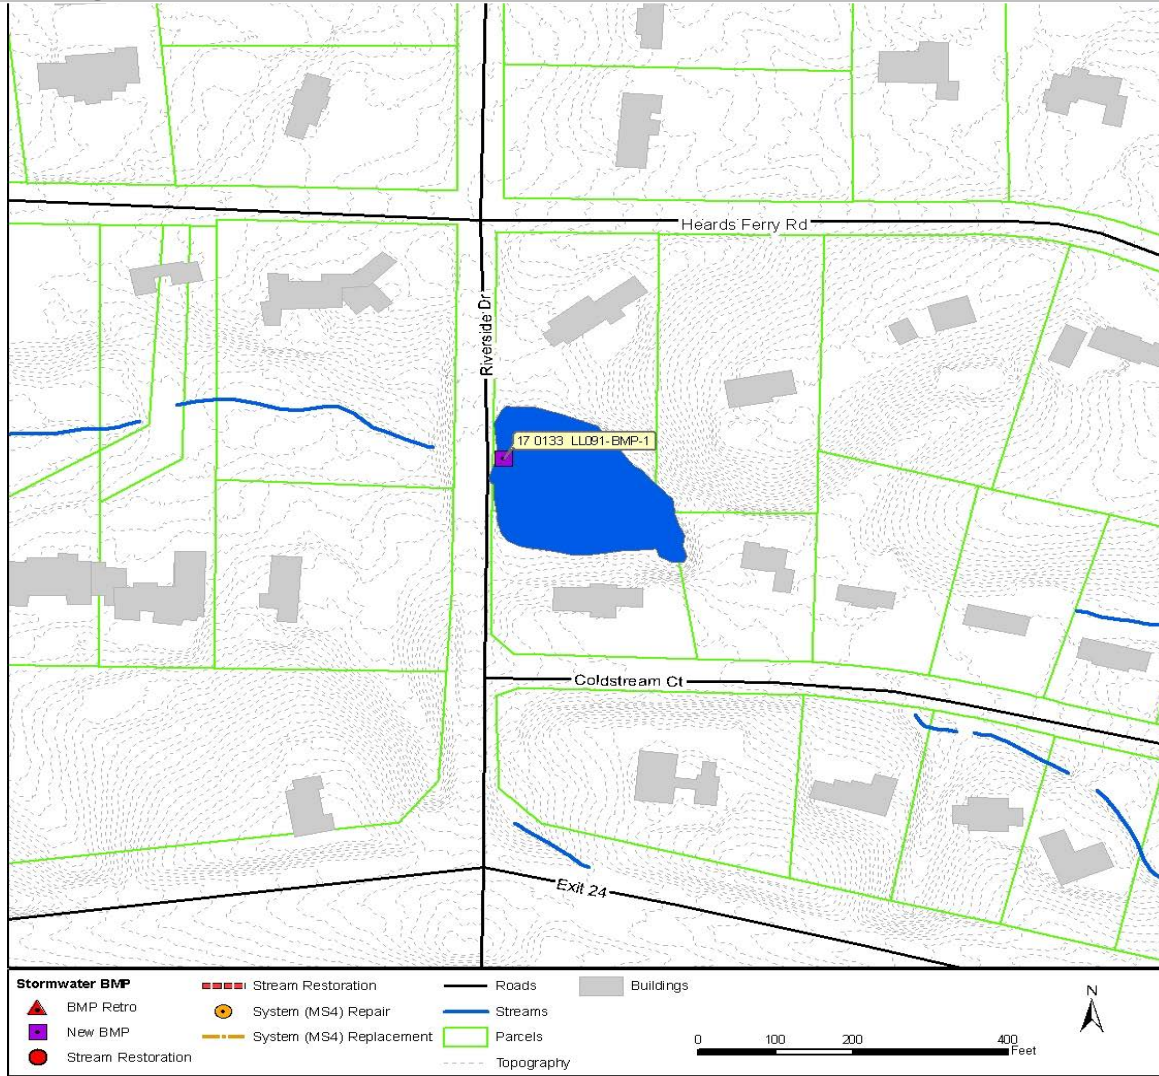 Heards Ferry Rd
Riverside Dr
17 0133 LL091-BMP-1
Coldstream Ct
Exit 24
Stormwater BMP
BMP Retro
New BMP
Stream Restoration
Stream Restoration
System (MS4) Repair
System (MS4) Replacement
Roads
Streams
Parcels
Topography
Buildings
N
0 100 200 400
Feet